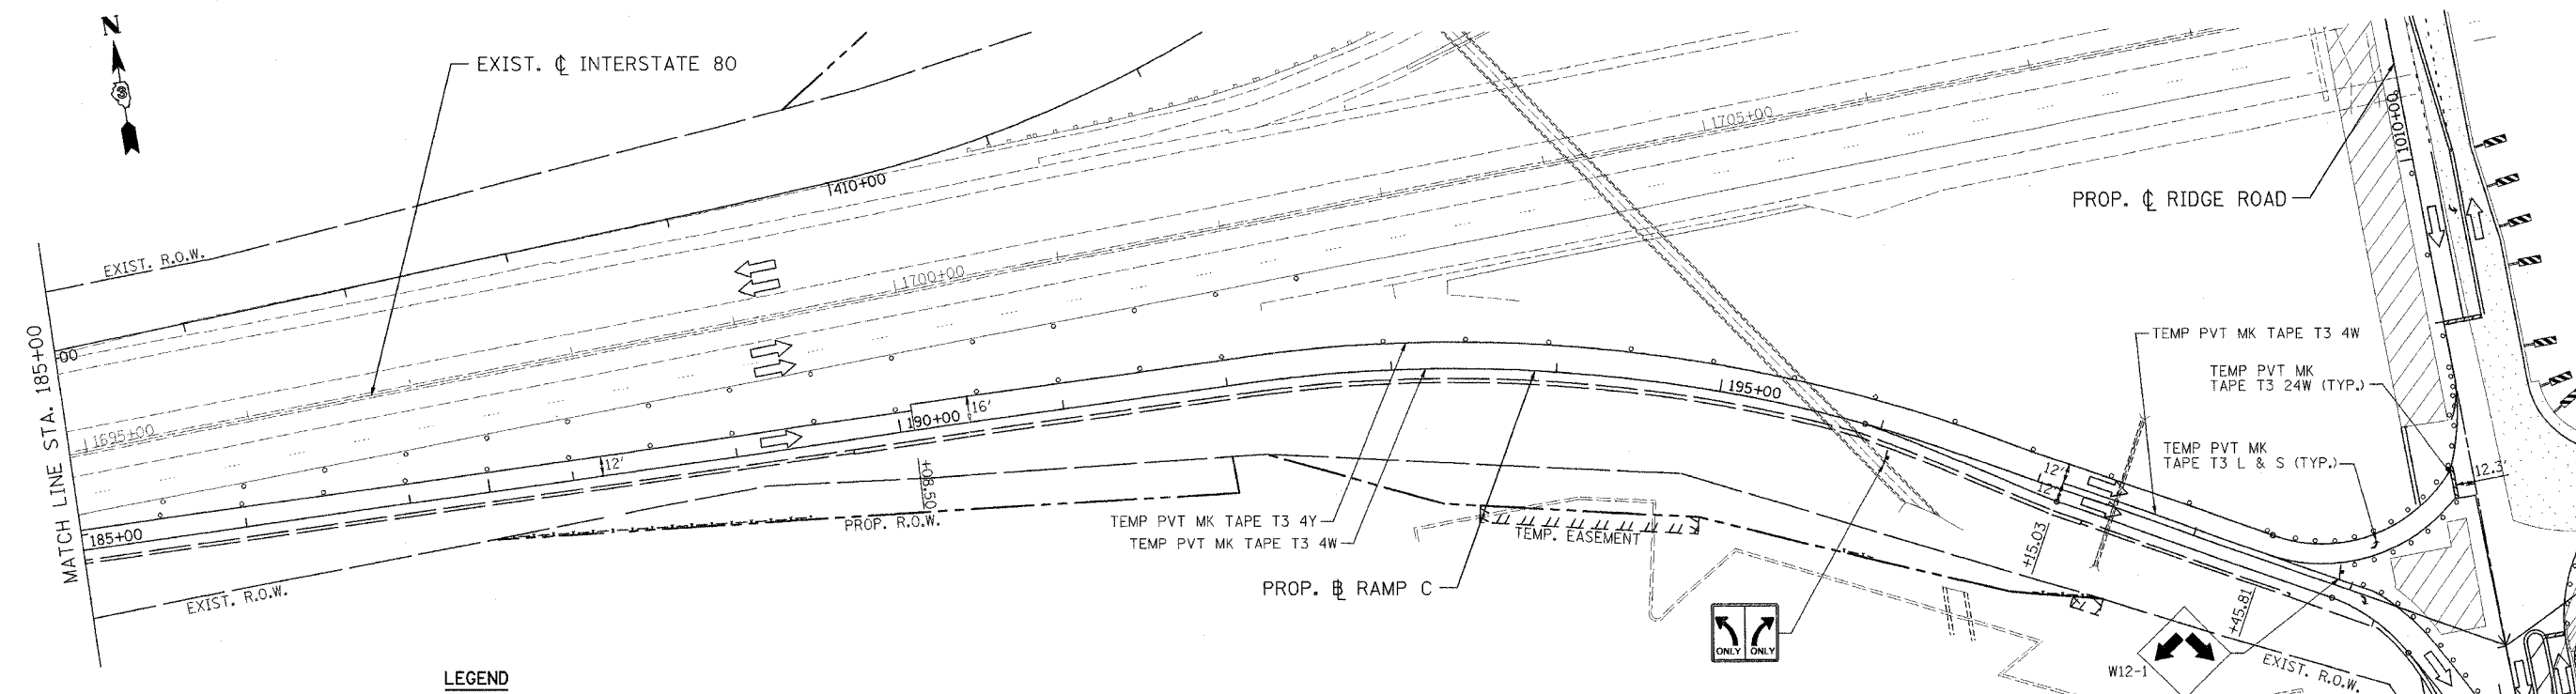 N
EXIST. ℄ INTERSTATE 80
1705+00
1010+00
410+00
PROP. ℄ RIDGE ROAD
EXIST. R.O.W.
1700+00
MATCH LINE STA. 185+00
00
TEMP PVT MK TAPE T3 4W
TEMP PVT MK
TAPE T3 24W (TYP.)
1695+00
190+00
16'
195+00
TEMP PVT MK
TAPE T3 L & S (TYP.)
12'
12'
12'
12.3'
+08.50
185+00
PROP. R.O.W.
TEMP PVT MK TAPE T3 4Y
TEMP PVT MK TAPE T3 4W
TEMP. EASEMENT
+15.03
EXIST. R.O.W.
PROP. ⅊ RAMP C
+45.81
ONLY ONLY
W12-1
EXIST. R.O.W.
LEGEND